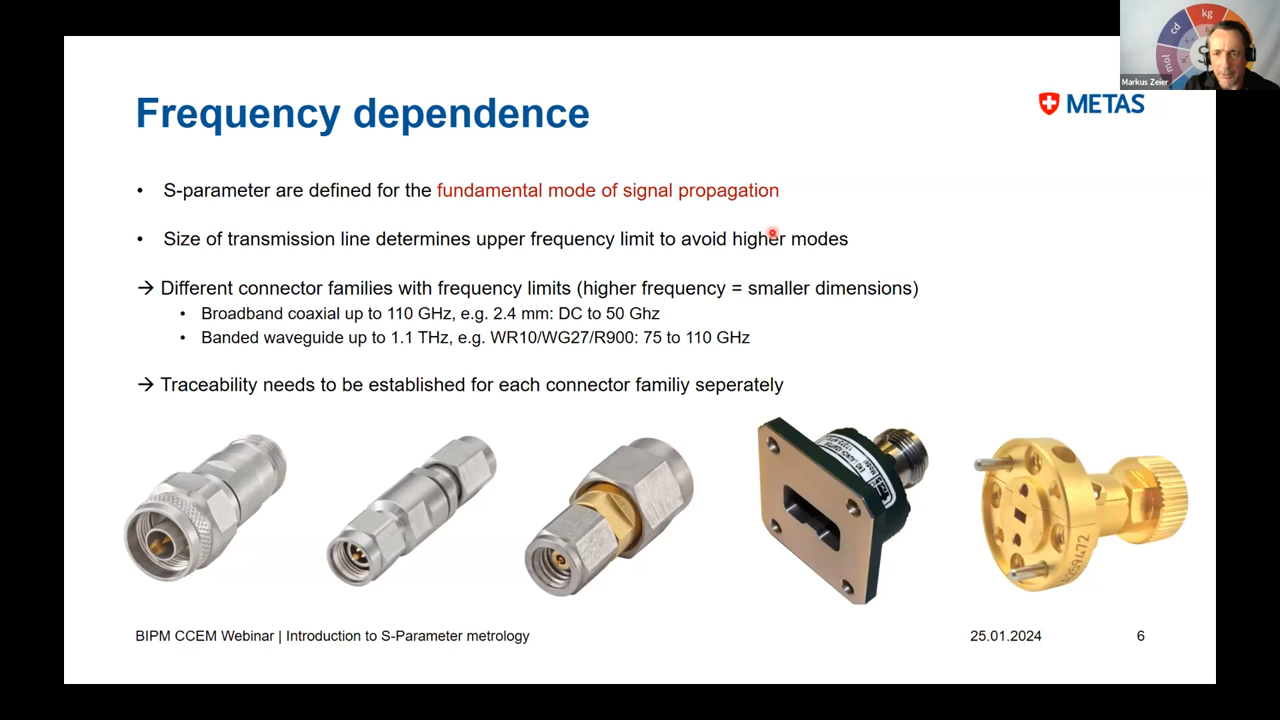 cd
kg
mol
Markus Zeier
METAS
Frequency dependence
• S-parameter are defined for the fundamental mode of signal propagation
• Size of transmission line determines upper frequency limit to avoid higher modes
→ Different connector families with frequency limits (higher frequency = smaller dimensions)
• Broadband coaxial up to 110 GHz, e.g. 2.4 mm: DC to 50 Ghz
• Banded waveguide up to 1.1 THz, e.g. WR10/WG27/R900: 75 to 110 GHz
→ Traceability needs to be established for each connector familiy seperately
BIPM CCEM Webinar | Introduction to S-Parameter metrology
25.01.2024
6